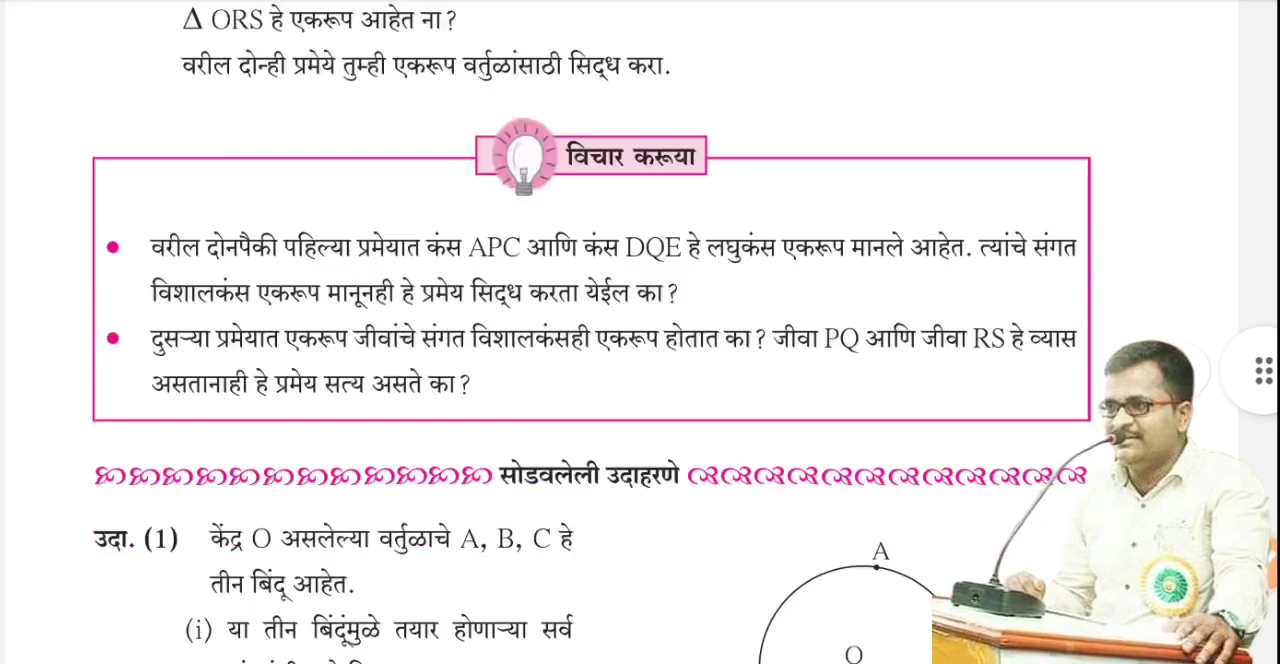 Δ ORS हे एकरूप आहेत ना?
वरील दोन्ही प्रमेये तुम्ही एकरूप वर्तुळांसाठी सिद्ध करा.
विचार करूया
• वरील दोनपैकी पहिल्या प्रमेयात कंस APC आणि कंस DQE हे लघुकंस एकरूप मानले आहेत. त्यांचे संगत
विशालकंस एकरूप मानूनही हे प्रमेय सिद्ध करता येईल का?
• दुसऱ्या प्रमेयात एकरूप जीवांचे संगत विशालकंसही एकरूप होतात का? जीवा PQ आणि जीवा RS हे व्यास
असतानाही हे प्रमेय सत्य असते का?
सोडवलेली उदाहरणे
उदा. (1) केंद्र O असलेल्या वर्तुळाचे A, B, C हे
तीन बिंदू आहेत.
(i) या तीन बिंदूंमुळे तयार होणाऱ्या सर्व
A
O